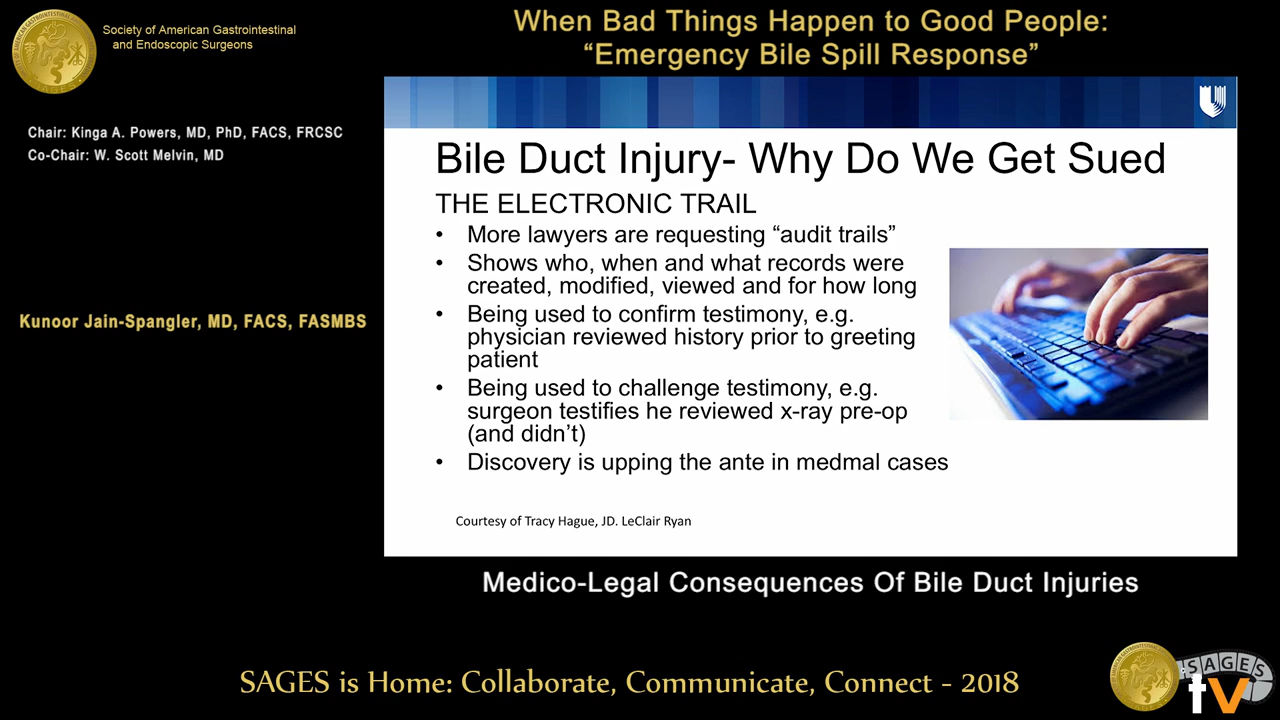 Society of American Gastrointestinal
and Endoscopic Surgeons
When Bad Things Happen to Good People:
“Emergency Bile Spill Response”
Chair: Kinga A. Powers, MD, PhD, FACS, FRCSC
Co-Chair: W. Scott Melvin, MD
Kunoor Jain-Spangler, MD, FACS, FASMBS
Bile Duct Injury- Why Do We Get Sued
THE ELECTRONIC TRAIL
• More lawyers are requesting “audit trails”
• Shows who, when and what records were
created, modified, viewed and for how long
• Being used to confirm testimony, e.g.
physician reviewed history prior to greeting
patient
• Being used to challenge testimony, e.g.
surgeon testifies he reviewed x-ray pre-op
(and didn’t)
• Discovery is upping the ante in medmal cases
Courtesy of Tracy Hague, JD. LeClair Ryan
Medico-Legal Consequences Of Bile Duct Injuries
SAGES is Home: Collaborate, Communicate, Connect - 2018
SAGES
tv